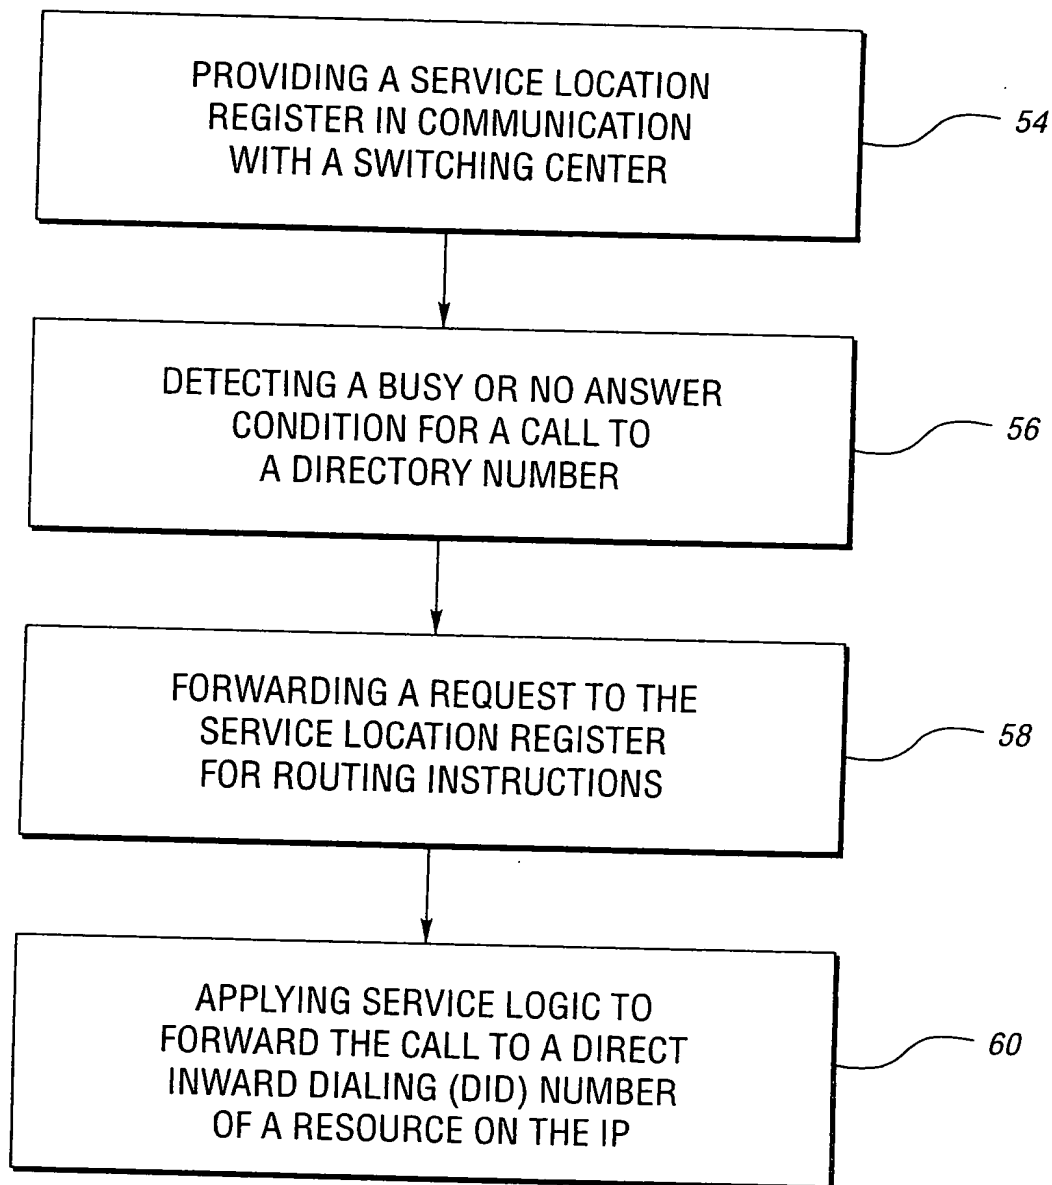 PROVIDING A SERVICE LOCATION
REGISTER IN COMMUNICATION
WITH A SWITCHING CENTER
54
DETECTING A BUSY OR NO ANSWER
CONDITION FOR A CALL TO
A DIRECTORY NUMBER
56
FORWARDING A REQUEST TO THE
SERVICE LOCATION REGISTER
FOR ROUTING INSTRUCTIONS
58
APPLYING SERVICE LOGIC TO
FORWARD THE CALL TO A DIRECT
INWARD DIALING (DID) NUMBER
OF A RESOURCE ON THE IP
60